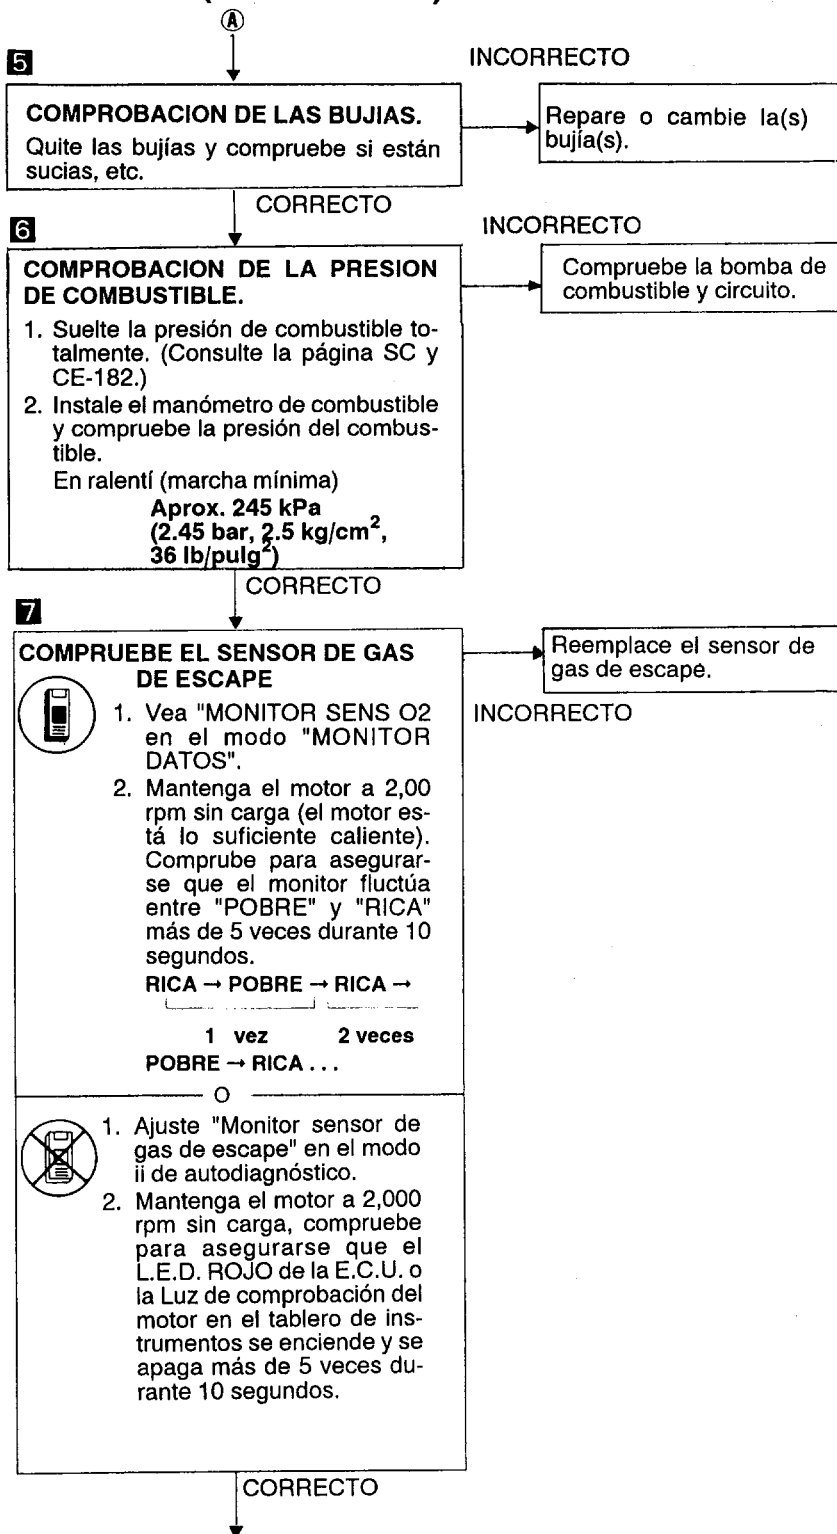 Ⓐ
5
INCORRECTO
COMPROBACION DE LAS BUJIAS.
Quite las bujías y compruebe si están
sucias, etc.
Repare o cambie la(s)
bujía(s).
CORRECTO
6
INCORRECTO
COMPROBACION DE LA PRESION
DE COMBUSTIBLE.
1. Suelte la presión de combustible to-
talmente. (Consulte la página SC y
CE-182.)
2. Instale el manómetro de combustible
y compruebe la presión del combus-
tible.
En ralentí (marcha mínima)
Aprox. 245 kPa
(2.45 bar, 2.5 kg/cm²,
36 lb/pulg²)
Compruebe la bomba de
combustible y circuito.
CORRECTO
7
COMPRUEBE EL SENSOR DE GAS
DE ESCAPE
1. Vea "MONITOR SENS O2
en el modo "MONITOR
DATOS".
2. Mantenga el motor a 2,00
rpm sin carga (el motor es-
tá lo suficiente caliente).
Comprube para asegurar-
se que el monitor fluctúa
entre "POBRE" y "RICA"
más de 5 veces durante 10
segundos.
RICA → POBRE → RICA →
1 vez 2 veces
POBRE → RICA . . .
Reemplace el sensor de
gas de escape.
INCORRECTO
O
1. Ajuste "Monitor sensor de
gas de escape" en el modo
ii de autodiagnóstico.
2. Mantenga el motor a 2,000
rpm sin carga, compruebe
para asegurarse que el
L.E.D. ROJO de la E.C.U. o
la Luz de comprobación del
motor en el tablero de ins-
trumentos se enciende y se
apaga más de 5 veces du-
rante 10 segundos.
CORRECTO